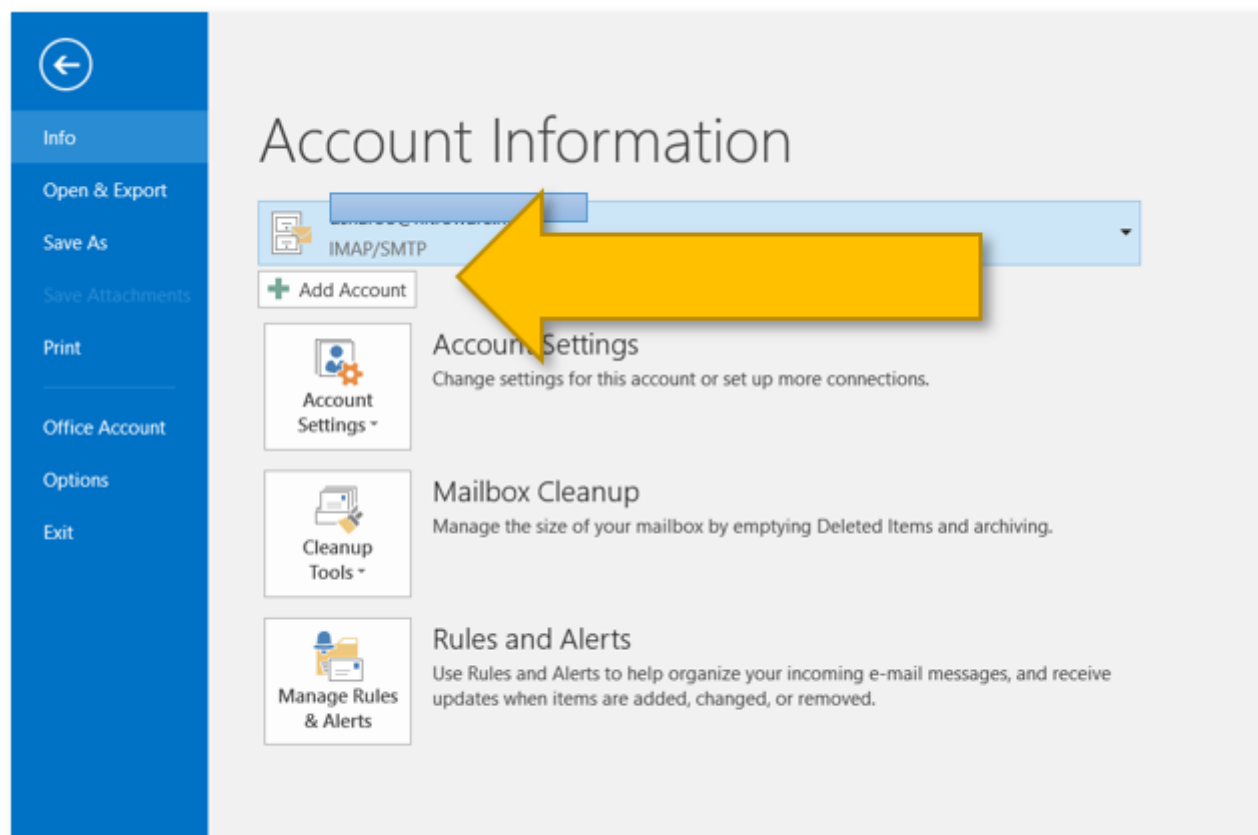 Info
Open & Export
Save As
Save Attachments
Print
Office Account
Options
Exit
Account Information
IMAP/SMTP
Add Account
Account Settings
Account Settings
Change settings for this account or set up more connections.
Cleanup
Tools
Mailbox Cleanup
Manage the size of your mailbox by emptying Deleted Items and archiving.
Manage Rules
& Alerts
Rules and Alerts
Use Rules and Alerts to help organize your incoming e-mail messages, and receive
updates when items are added, changed, or removed.